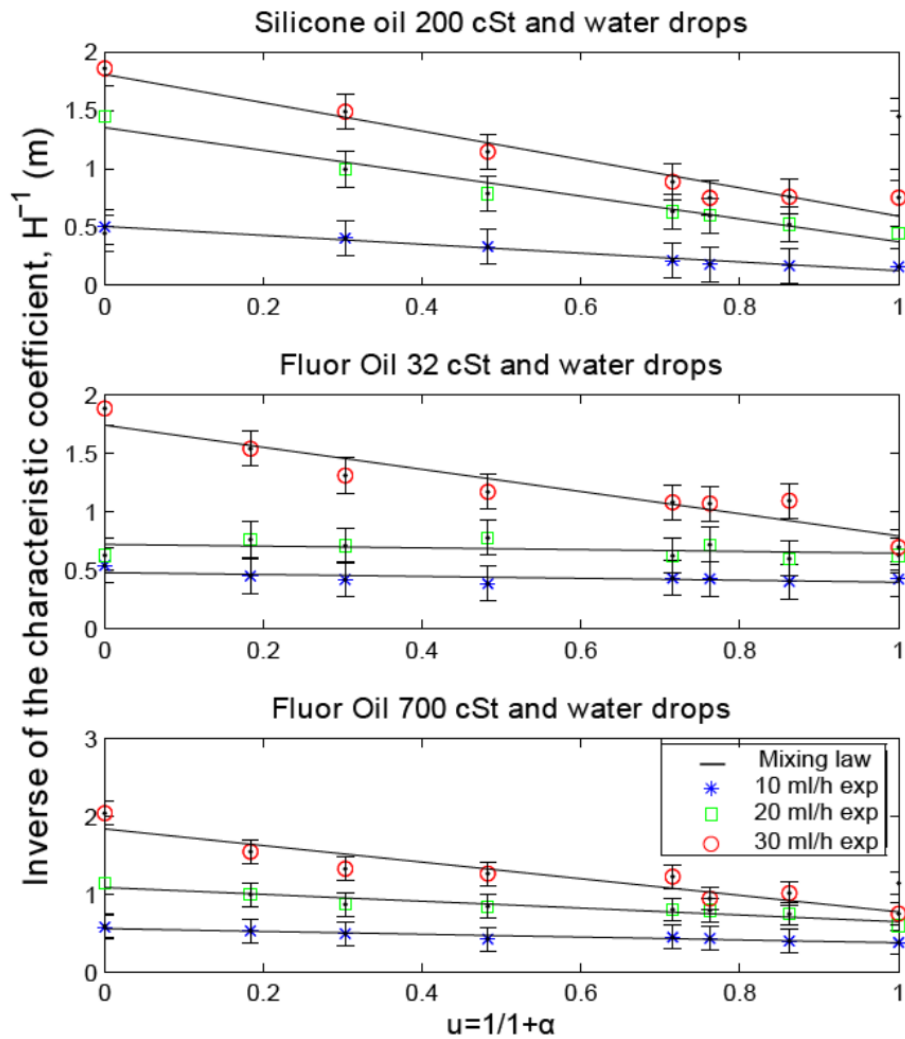 Silicone oil 200 cSt and water drops
2
1.5
1
0.5
0
0 0.2 0.4 0.6 0.8 1
Fluor Oil 32 cSt and water drops
2
1.5
1
0.5
0
0 0.2 0.4 0.6 0.8 1
Fluor Oil 700 cSt and water drops
3
2
1
0
0 0.2 0.4 0.6 0.8 1
Mixing law
10 ml/h exp
20 ml/h exp
30 ml/h exp
u=1/1+α
Inverse of the characteristic coefficient, H⁻¹ (m)